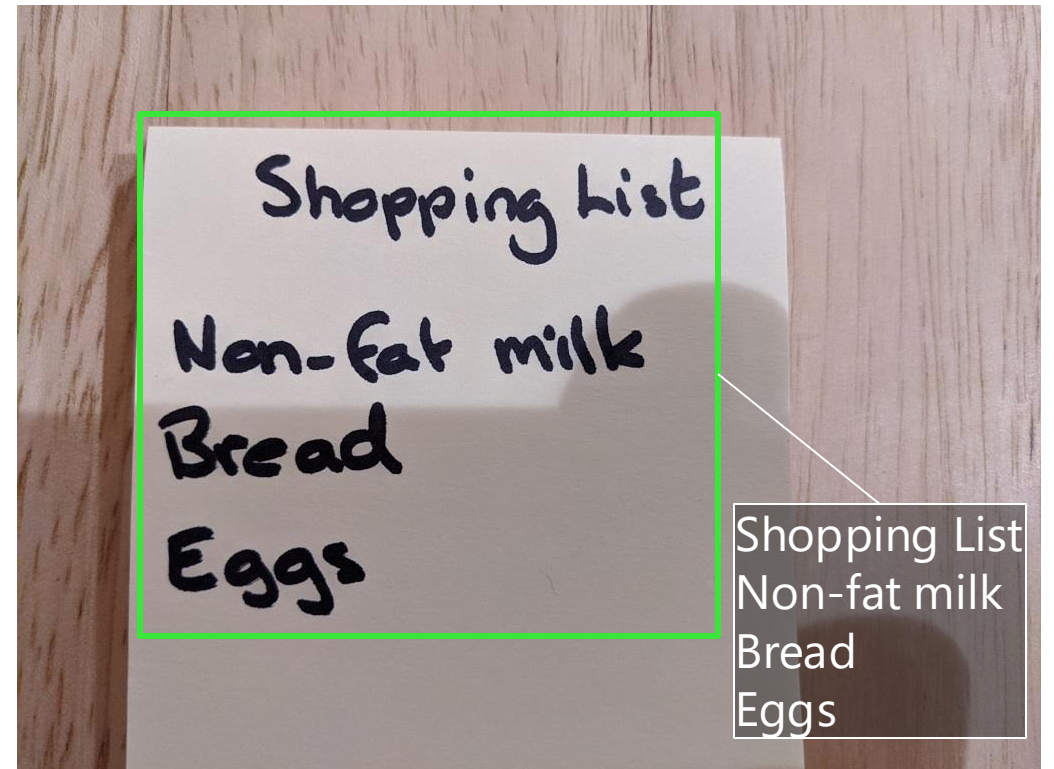 Shopping List
Non-fat milk
Bread
Eggs
Shopping List
Non-fat milk
Bread
Eggs